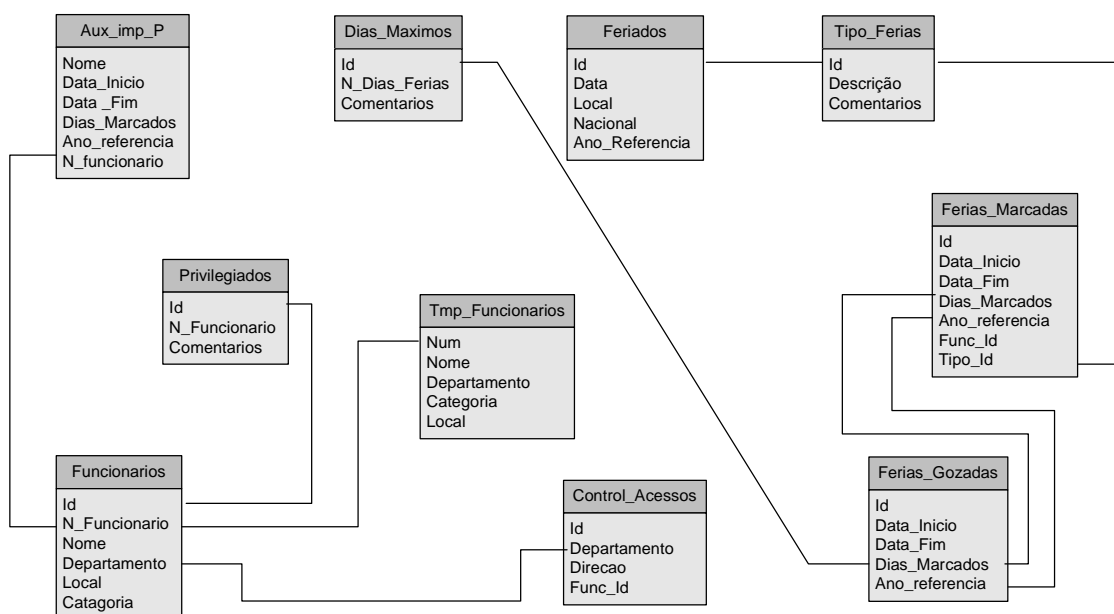 Aux_imp_P
Nome
Data_Inicio
Data _Fim
Dias_Marcados
Ano_referencia
N_funcionario
Dias_Maximos
Id
N_Dias_Ferias
Comentarios
Feriados
Id
Data
Local
Nacional
Ano_Referencia
Tipo_Ferias
Id
Descrição
Comentarios
Ferias_Marcadas
Id
Data_Inicio
Data_Fim
Dias_Marcados
Ano_referencia
Func_Id
Tipo_Id
Privilegiados
Id
N_Funcionario
Comentarios
Tmp_Funcionarios
Num
Nome
Departamento
Categoria
Local
Funcionarios
Id
N_Funcionario
Nome
Departamento
Local
Catagoria
Control_Acessos
Id
Departamento
Direcao
Func_Id
Ferias_Gozadas
Id
Data_Inicio
Data_Fim
Dias_Marcados
Ano_referencia